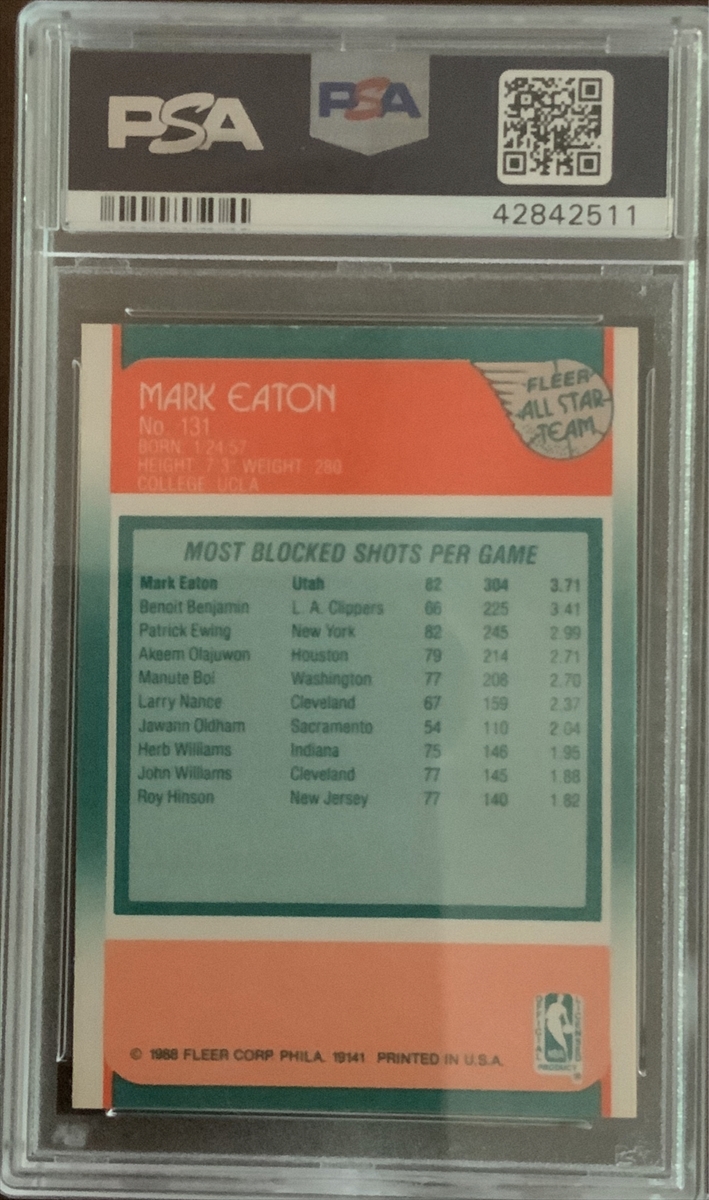 PSA PSA
42842511
MARK EATON
No. 131
BORN: 1-24-57
HEIGHT: 7'3" WEIGHT: 280
COLLEGE: UCLA
FLEER
ALL STAR
TEAM
MOST BLOCKED SHOTS PER GAME
Mark Eaton Utah 82 304 3.71
Benoit Benjamin L. A. Clippers 66 225 3.41
Patrick Ewing New York 82 245 2.99
Akeem Olajuwon Houston 79 214 2.71
Manute Bol Washington 77 208 2.70
Larry Nance Cleveland 67 159 2.37
Jawann Oldham Sacramento 54 110 2.04
Herb Williams Indiana 75 146 1.95
John Williams Cleveland 77 145 1.88
Roy Hinson New Jersey 77 140 1.82
OFFICIAL NBA LICENSED
PRODUCT
© 1988 FLEER CORP. PHILA. 19141 PRINTED IN U.S.A.